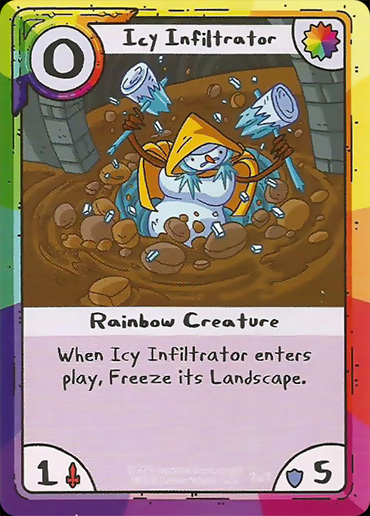 0
Icy Infiltrator
Rainbow Creature
When Icy Infiltrator enters
play, Freeze its Landscape.
1
5